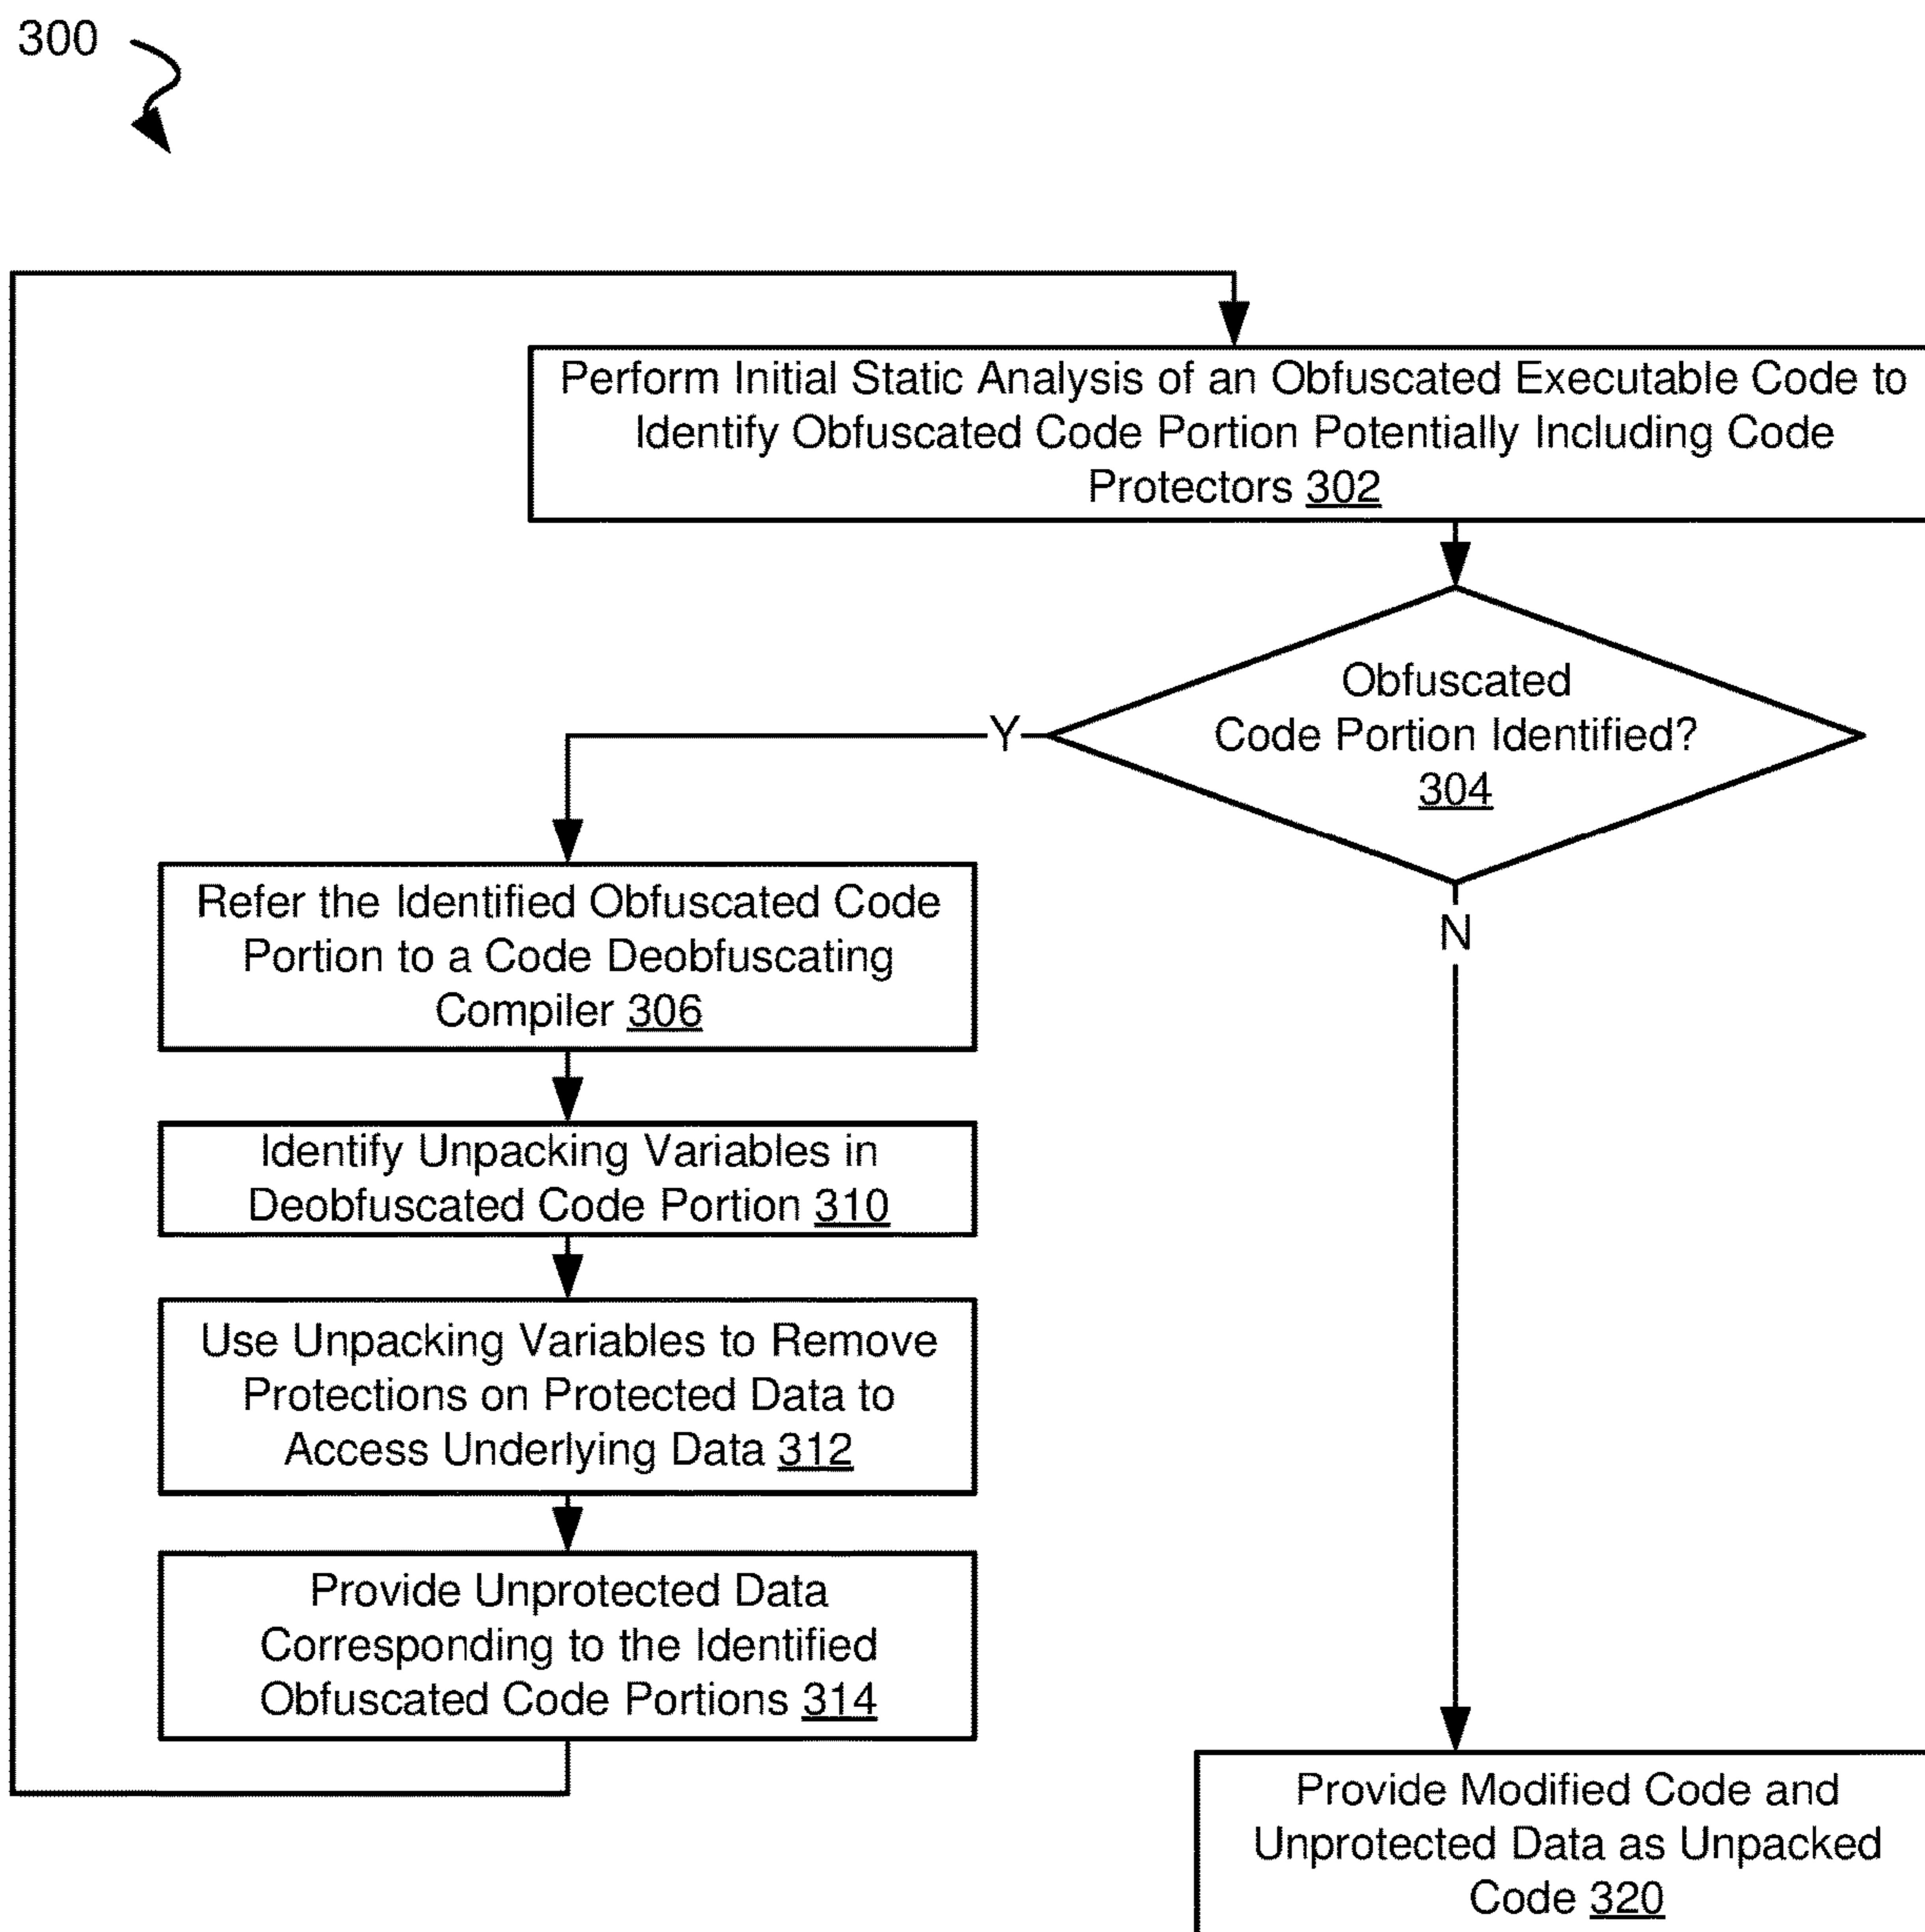 300
Perform Initial Static Analysis of an Obfuscated Executable Code to
Identify Obfuscated Code Portion Potentially Including Code
Protectors 302
Obfuscated
Code Portion Identified?
304
Y
N
Refer the Identified Obfuscated Code
Portion to a Code Deobfuscating
Compiler 306
Identify Unpacking Variables in
Deobfuscated Code Portion 310
Use Unpacking Variables to Remove
Protections on Protected Data to
Access Underlying Data 312
Provide Unprotected Data
Corresponding to the Identified
Obfuscated Code Portions 314
Provide Modified Code and
Unprotected Data as Unpacked
Code 320